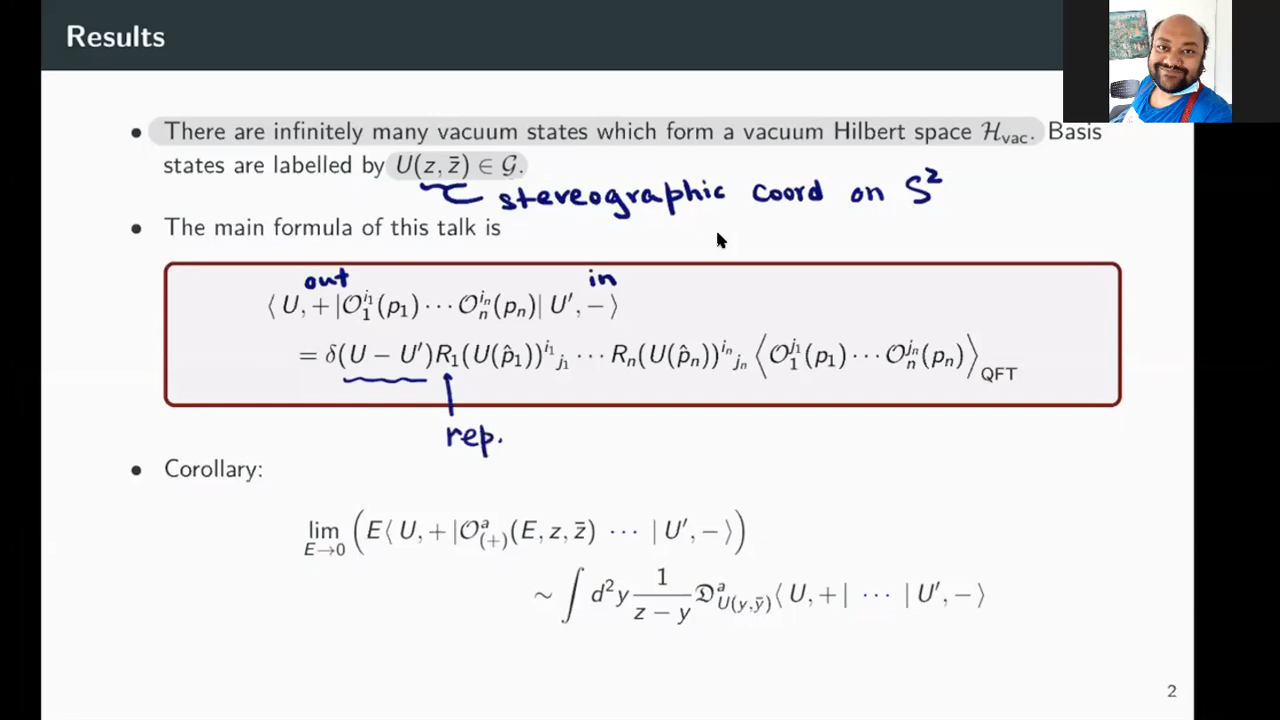 Results
• There are infinitely many vacuum states which form a vacuum Hilbert space ℋ_vac. Basis
states are labelled by U(z, z̄) ∈ 𝒢.
stereographic coord on S²
• The main formula of this talk is
out in
⟨ U, + |𝒪₁^{i₁}(p₁) ··· 𝒪ₙ^{iₙ}(pₙ)| U′, − ⟩
= δ(U − U′)R₁(U(p̂₁))^{i₁}_{j₁} ··· Rₙ(U(p̂ₙ))^{iₙ}_{jₙ} ⟨𝒪₁^{j₁}(p₁) ··· 𝒪ₙ^{jₙ}(pₙ)⟩_QFT
rep.
• Corollary:
lim_{E→0} (E⟨ U, + |𝒪^a_{(+)}(E, z, z̄) ··· | U′, − ⟩)
∼ ∫ d²y 1/(z − y) 𝔇^a_{U(y,ȳ)}⟨ U, + | ··· | U′, − ⟩
2